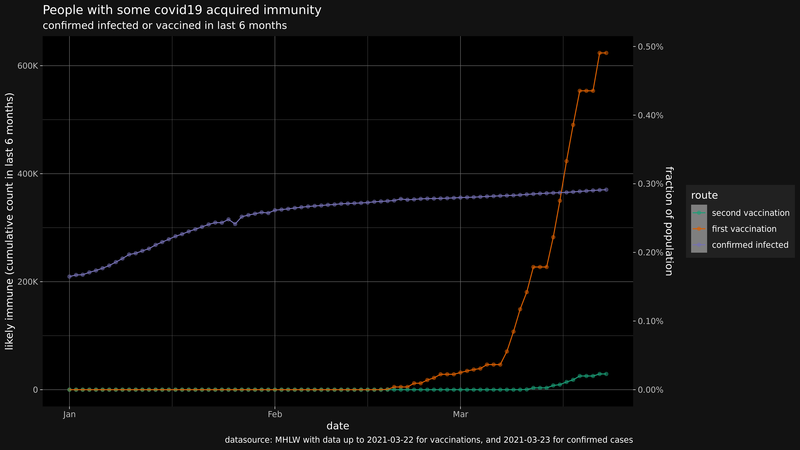 People with some covid19 acquired immunity
confirmed infected or vaccined in last 6 months
likely immune (cumulative count in last 6 months)
600K
400K
200K
0
Jan
Feb
Mar
date
0.50%
0.40%
0.30%
0.20%
0.10%
0.00%
fraction of population
route
second vaccination
first vaccination
confirmed infected
datasource: MHLW with data up to 2021-03-22 for vaccinations, and 2021-03-23 for confirmed cases